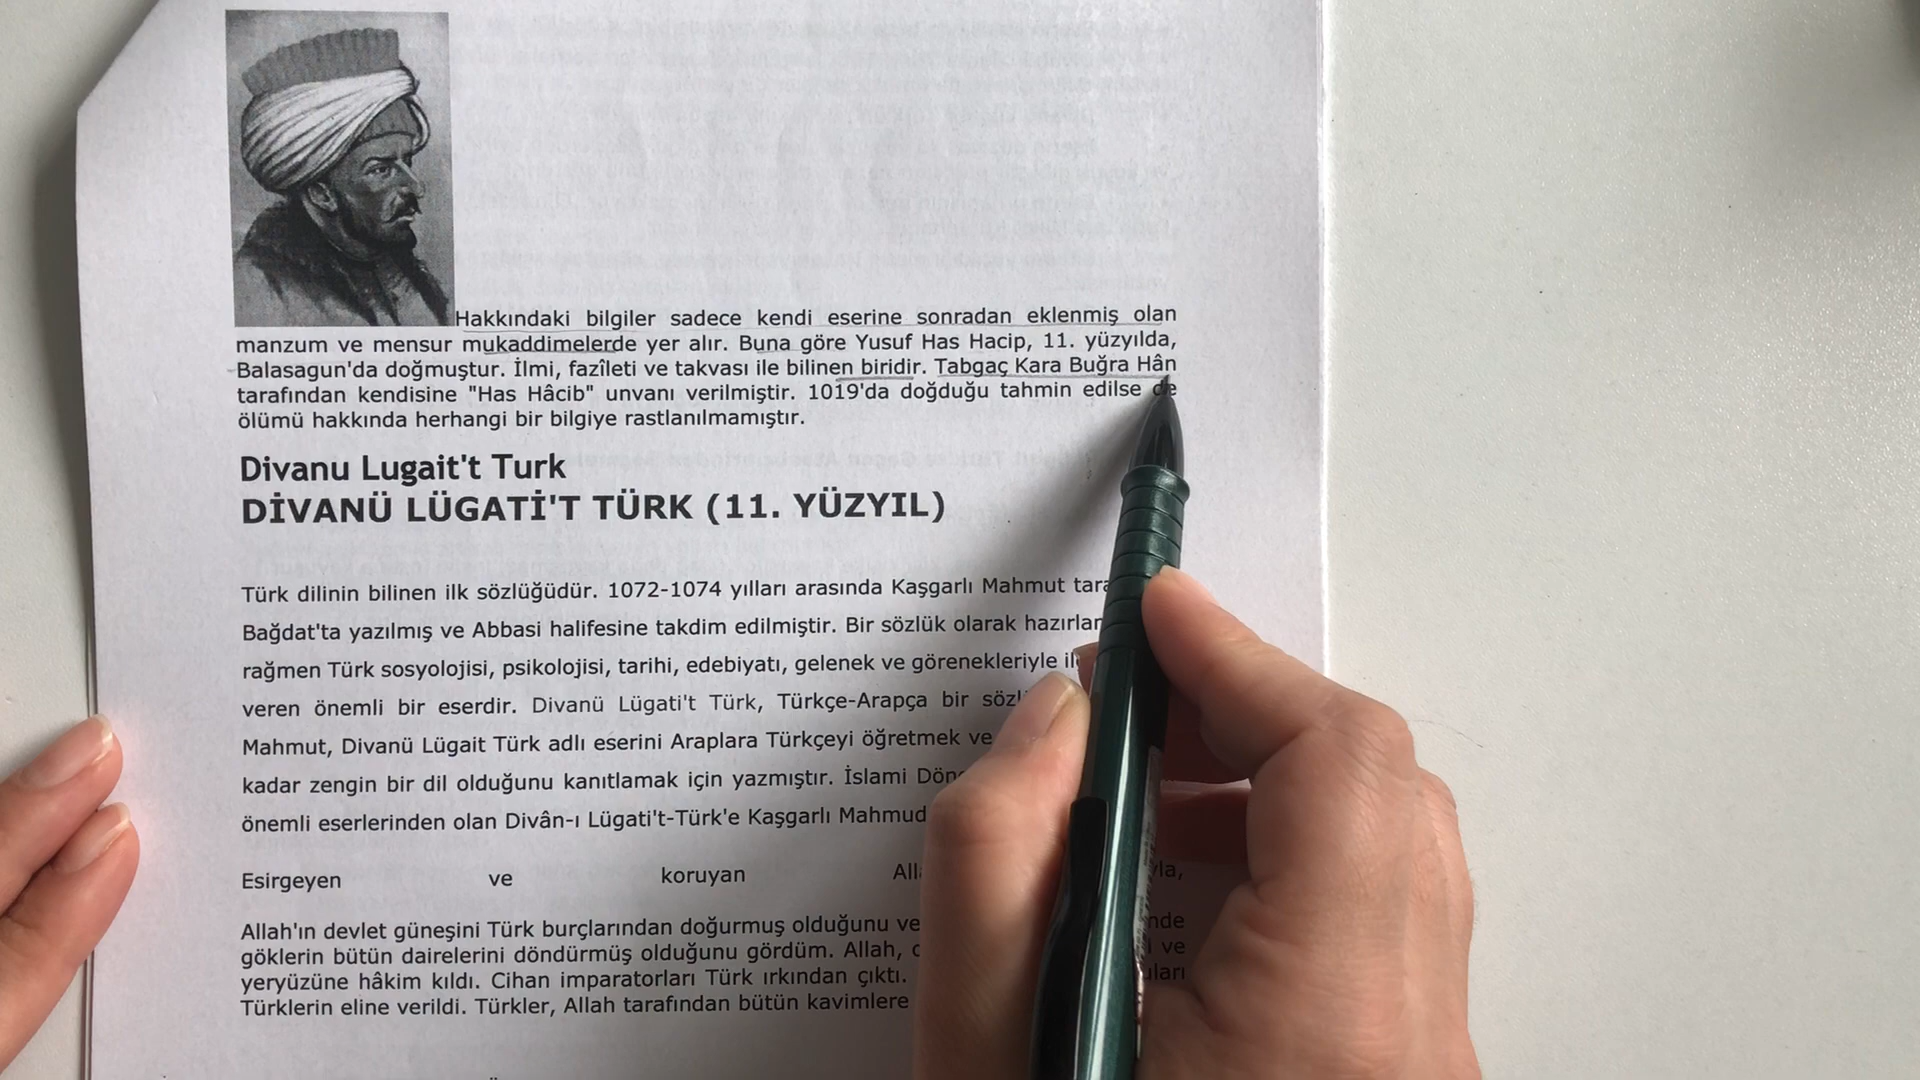 Hakkındaki bilgiler sadece kendi eserine sonradan eklenmiş olan
manzum ve mensur mukaddimelerde yer alır. Buna göre Yusuf Has Hacip, 11. yüzyılda,
Balasagun'da doğmuştur. İlmi, fazîleti ve takvası ile bilinen biridir. Tabgaç Kara Buğra Hân
tarafından kendisine "Has Hâcib" unvanı verilmiştir. 1019'da doğduğu tahmin edilse de
ölümü hakkında herhangi bir bilgiye rastlanılmamıştır.
Divanu Lugait't Turk
DİVANÜ LÜGATİ'T TÜRK (11. YÜZYIL)
Türk dilinin bilinen ilk sözlüğüdür. 1072-1074 yılları arasında Kaşgarlı Mahmut
Bağdat'ta yazılmış ve Abbasi halifesine takdim edilmiştir. Bir sözlük olarak
rağmen Türk sosyolojisi, psikolojisi, tarihi, edebiyatı, gelenek ve görenekleriyle
veren önemli bir eserdir. Divanü Lügati't Türk, Türkçe-Arapça bir
Mahmut, Divanü Lügait Türk adlı eserini Araplara Türkçeyi öğretmek ve
kadar zengin bir dil olduğunu kanıtlamak için yazmıştır. İslami
önemli eserlerinden olan Divân-ı Lügati't-Türk'e Kaşgarlı
Esirgeyen ve koruyan
Allah'ın devlet güneşini Türk burçlarından doğurmuş olduğunu ve
göklerin bütün dairelerini döndürmüş olduğunu gördüm. Allah, ve
yeryüzüne hâkim kıldı. Cihan imparatorları Türk ırkından çıktı.
Türklerin eline verildi. Türkler, Allah tarafından bütün kavimlere